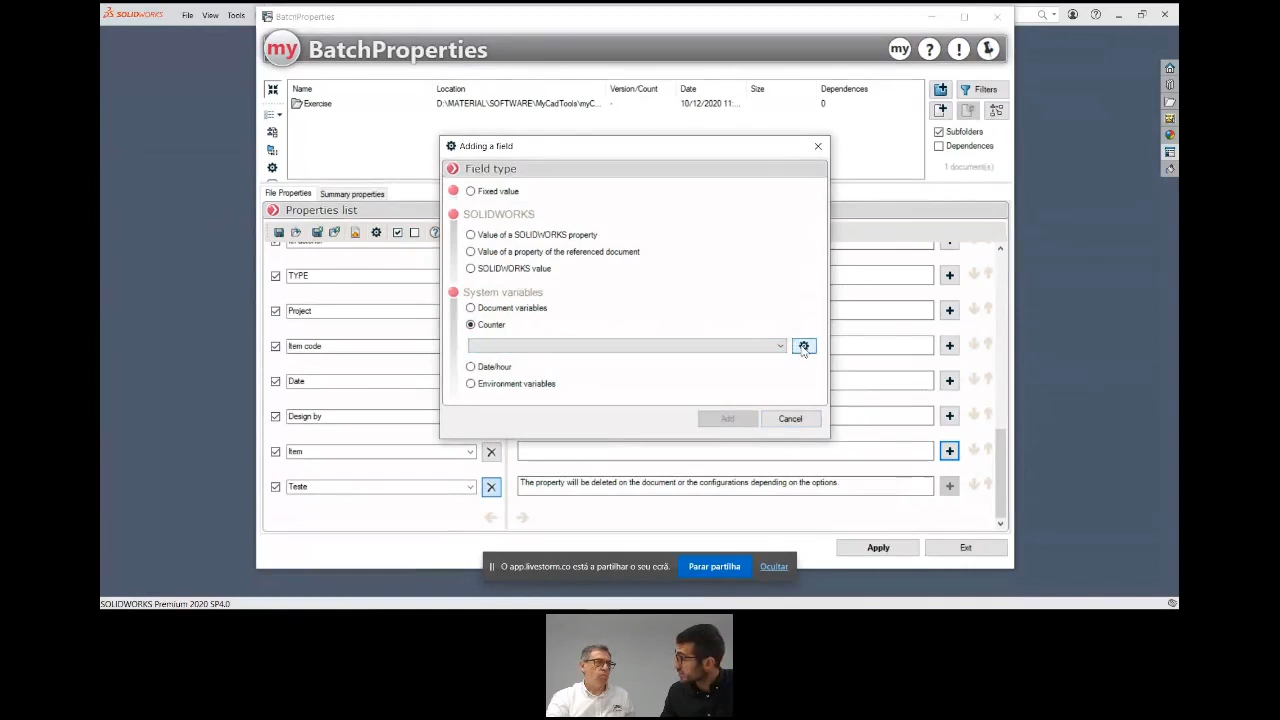 SOLIDWORKS File View Tools
BatchProperties
my BatchProperties my ? !
Name Location Version/Count Date Size Dependences
Exercise D:\MATERIAL\SOFTWARE\MyCadTools\myC... - 10/12/2020 11:... 0
Filters
Subfolders
Dependences
1 document(s)
File Properties Summary properties
Properties list
TYPE
Project
Item code
Date
Design by
Item
Teste
The property will be deleted on the document or the configurations depending on the options.
Adding a field
Field type
Fixed value
SOLIDWORKS
Value of a SOLIDWORKS property
Value of a property of the referenced document
SOLIDWORKS value
System variables
Document variables
Counter
Date/hour
Environment variables
Add Cancel
Apply Exit
O app.livestorm.co está a partilhar o seu ecrã. Parar partilha Ocultar
SOLIDWORKS Premium 2020 SP4.0